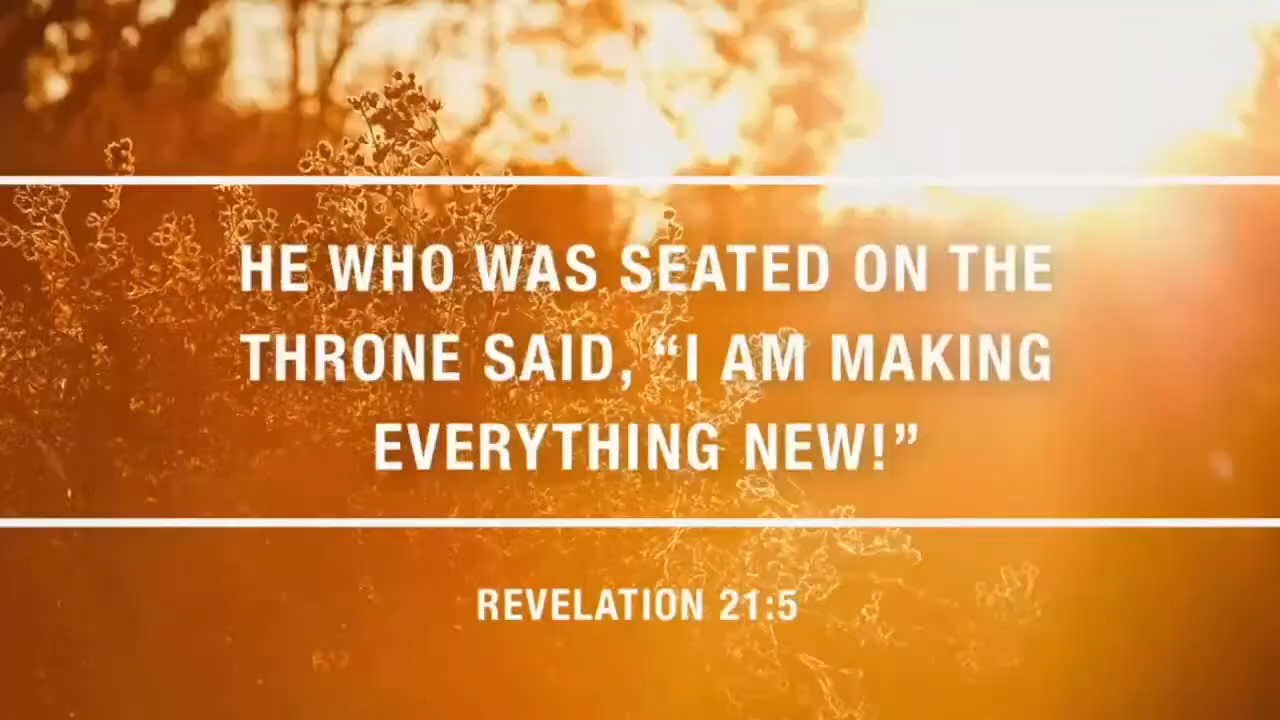 HE WHO WAS SEATED ON THE
THRONE SAID, “I AM MAKING
EVERYTHING NEW!”
REVELATION 21:5